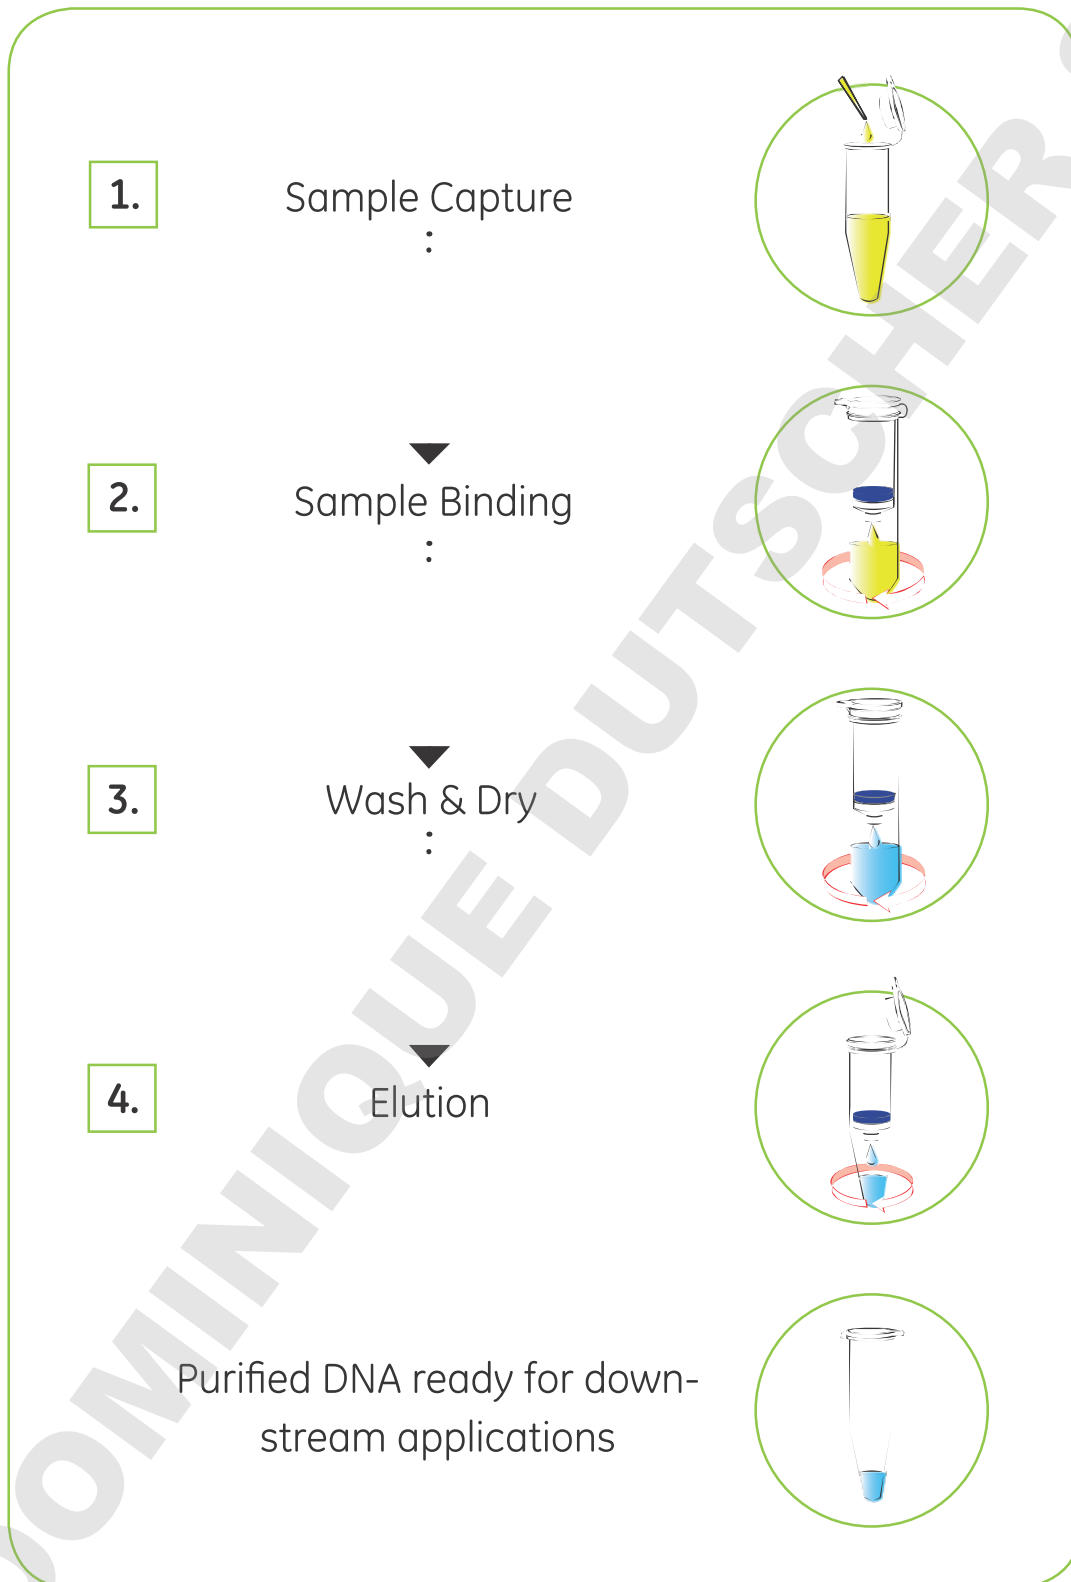 1.
Sample Capture
:
2.
Sample Binding
:
3.
Wash & Dry
:
4.
Elution
Purified DNA ready for down-
stream applications
DOMINIQUE DUTSCHER